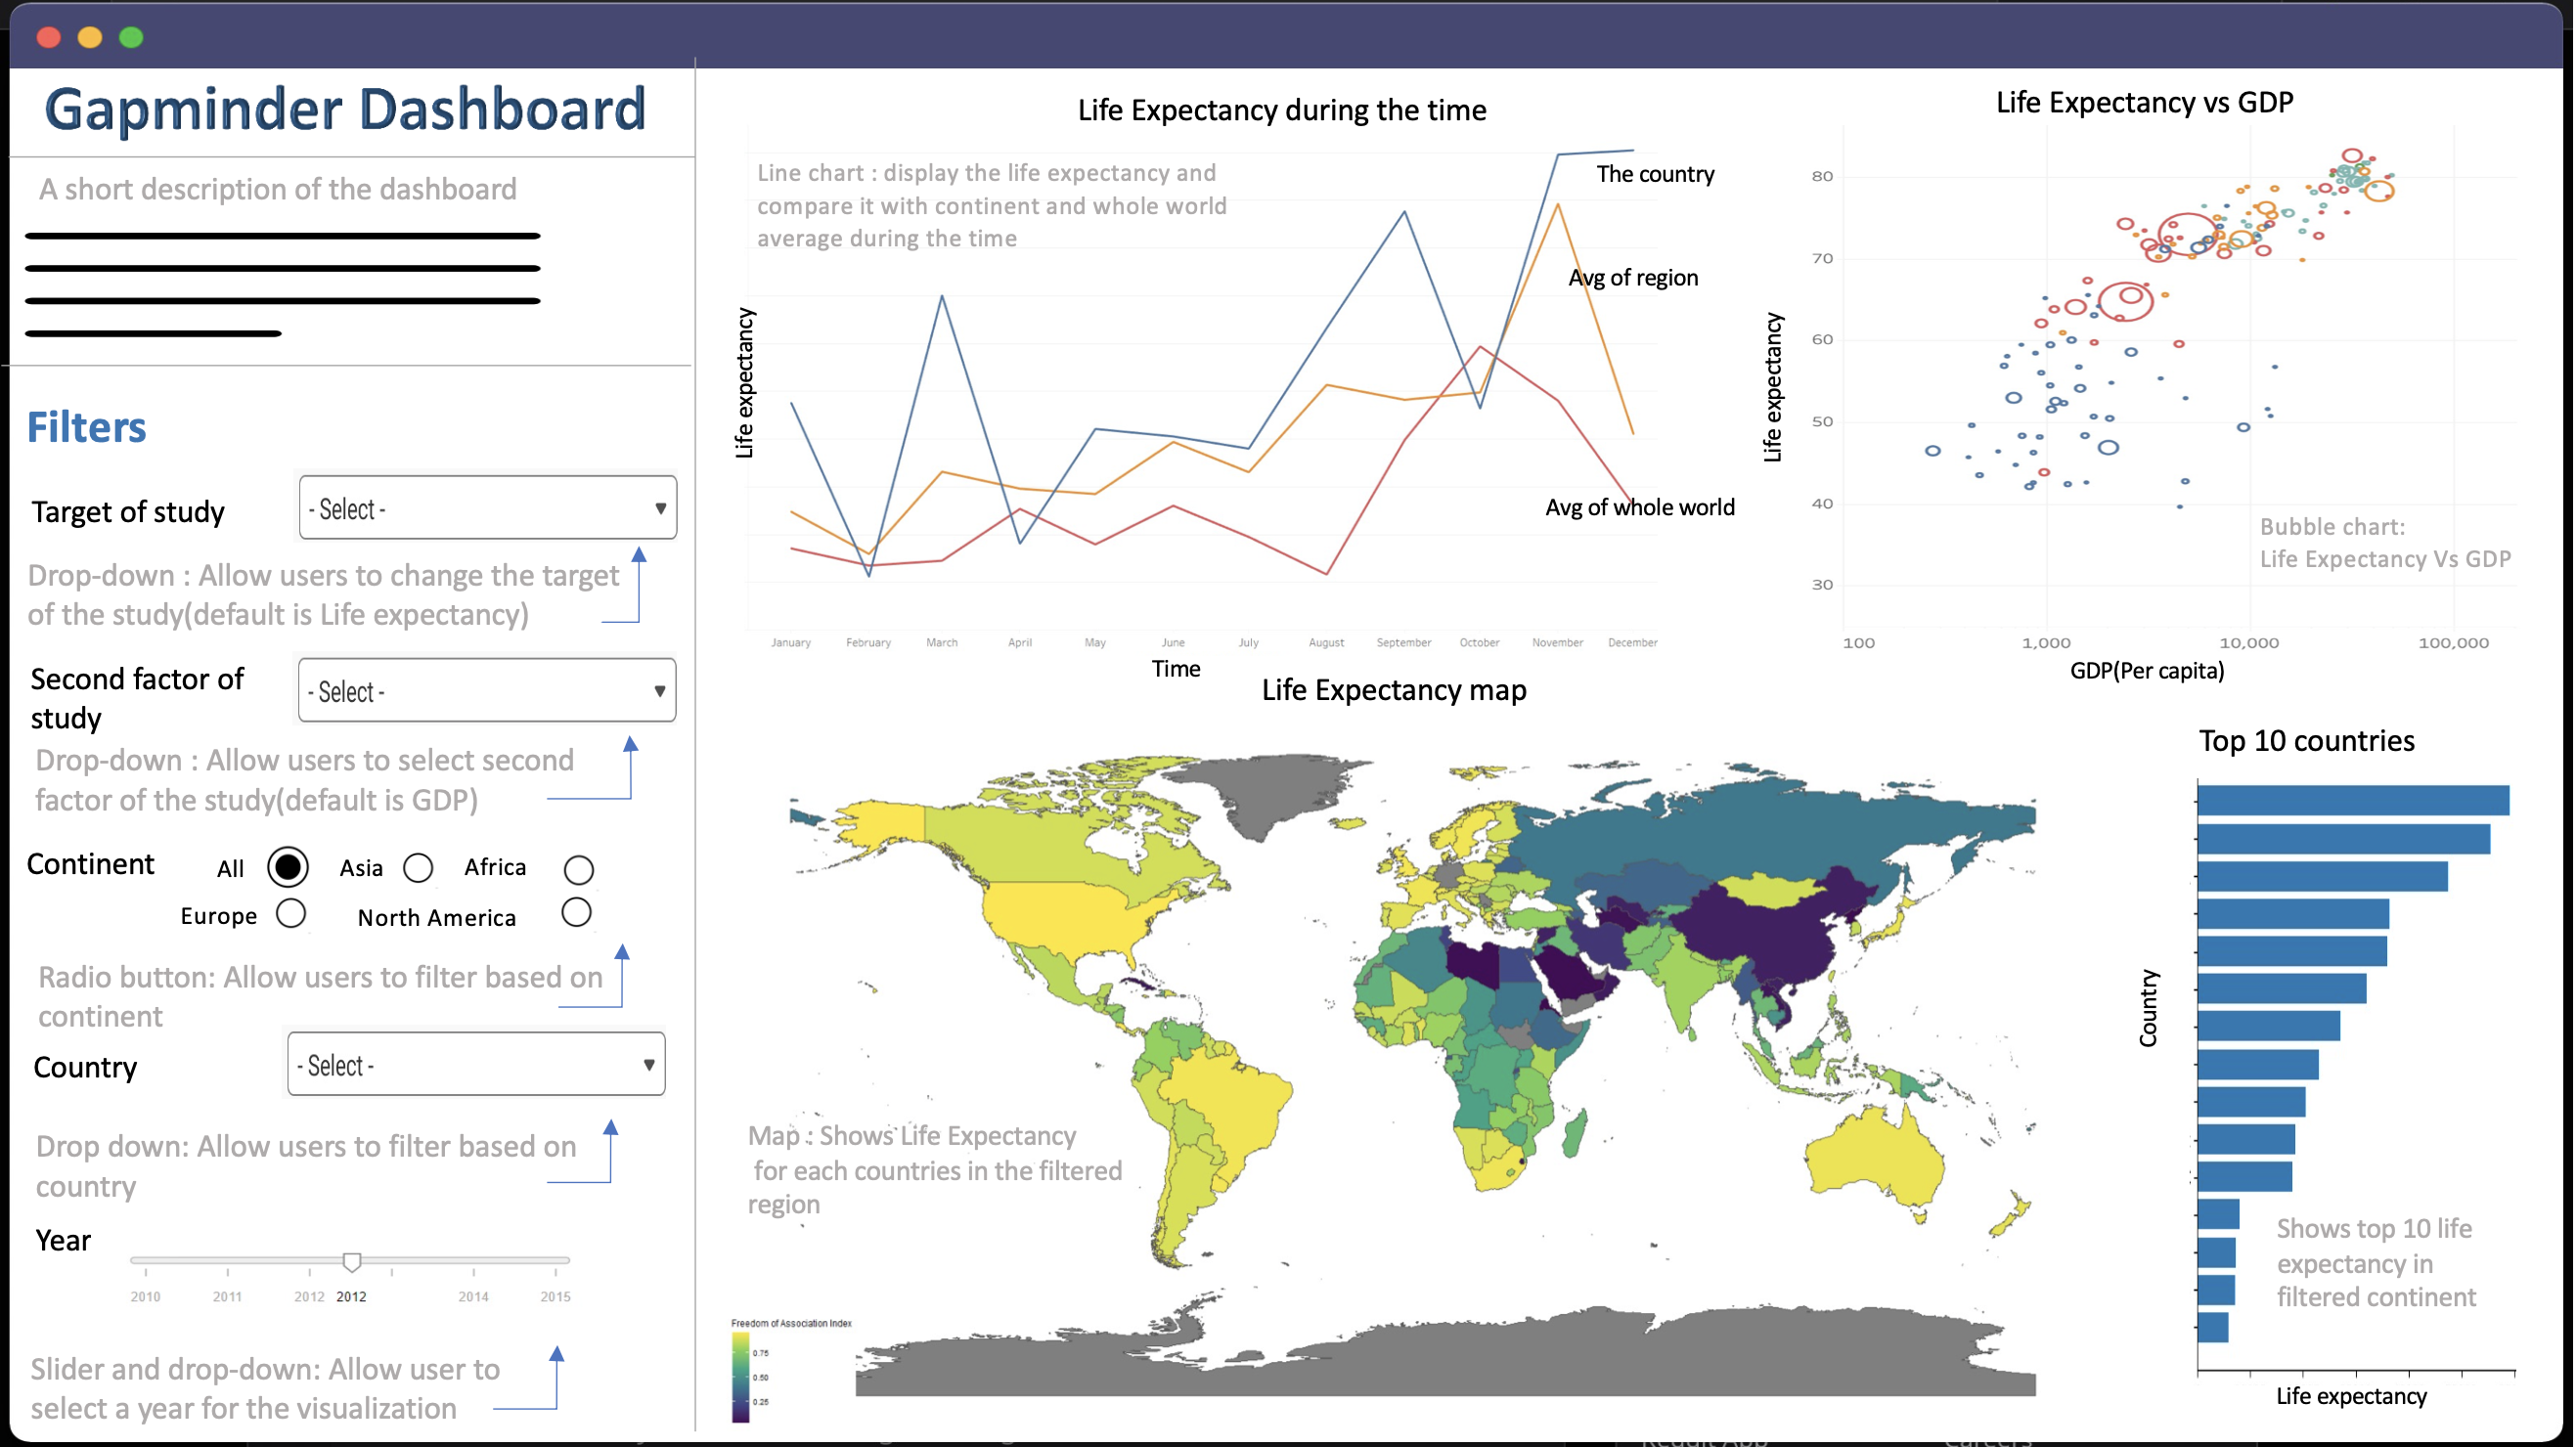 Gapminder Dashboard
A short description of the dashboard
Filters
Target of study
- Select -
Drop-down : Allow users to change the target
of the study(default is Life expectancy)
Second factor of
study
- Select -
Drop-down : Allow users to select second
factor of the study(default is GDP)
Continent
All
Asia
Africa
Europe
North America
Radio button: Allow users to filter based on
continent
Country
- Select -
Drop down: Allow users to filter based on
country
Year
2010 2011 2012 2012 2014 2015
Slider and drop-down: Allow user to
select a year for the visualization
Life Expectancy during the time
Line chart : display the life expectancy and
compare it with continent and whole world
average during the time
The country
Avg of region
Avg of whole world
Life expectancy
January February March April May June July August September October November December
Time
Life Expectancy vs GDP
Life expectancy
80
70
60
50
40
30
Bubble chart:
Life Expectancy Vs GDP
100 1,000 10,000 100,000
GDP(Per capita)
Life Expectancy map
Map : Shows Life Expectancy
for each countries in the filtered
region
Freedom of Association Index
0.75
0.50
0.25
Top 10 countries
Country
Shows top 10 life
expectancy in
filtered continent
Life expectancy